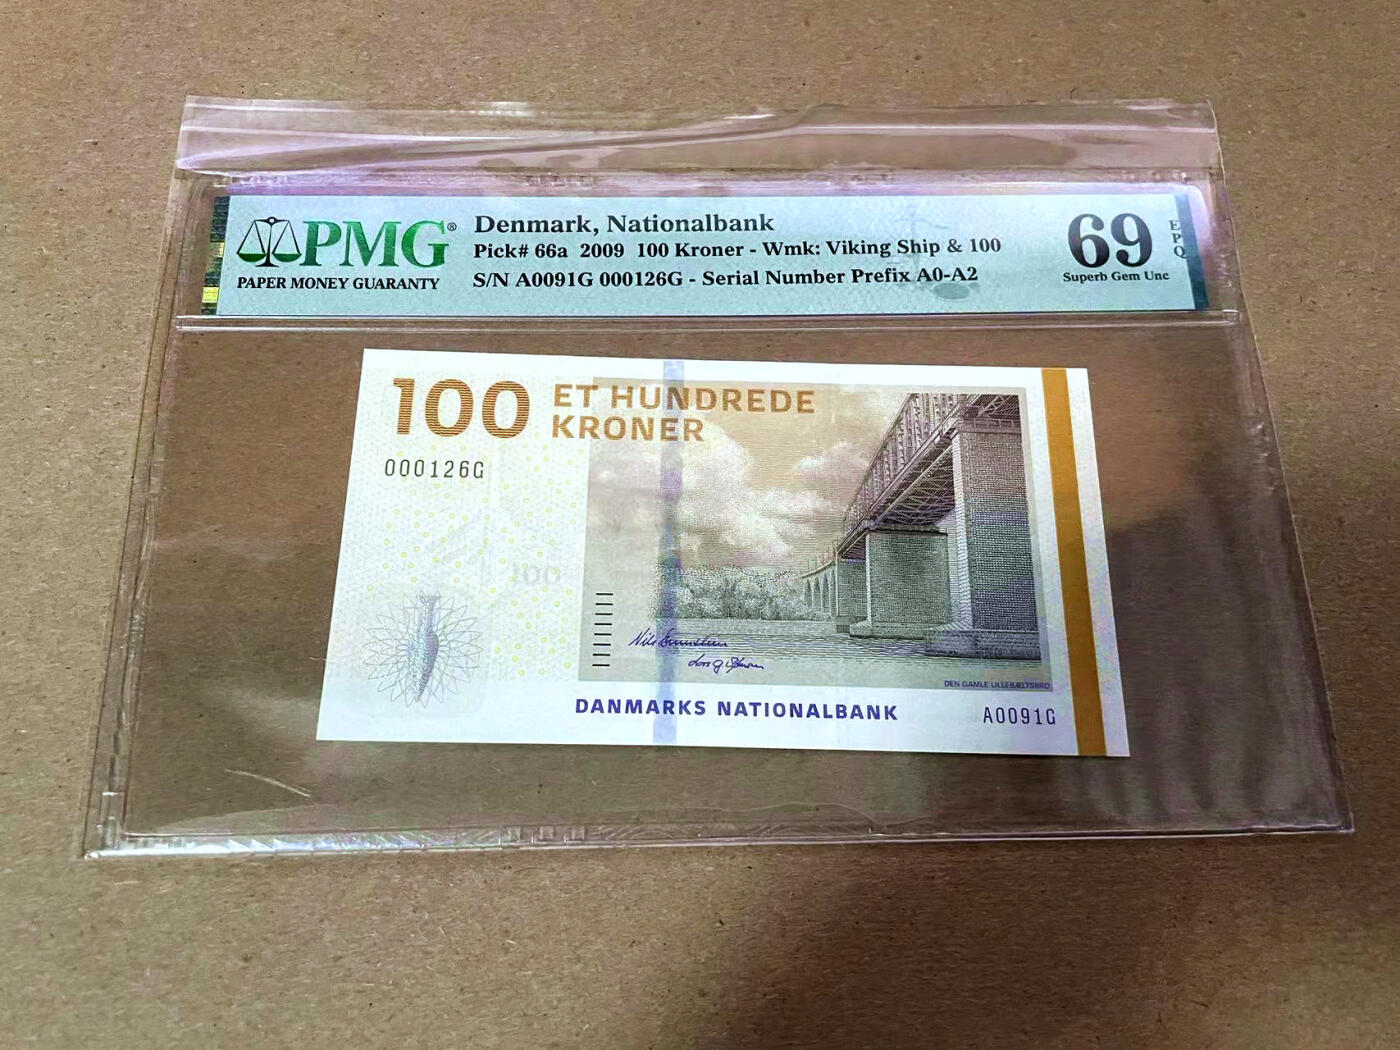 PMG®
PAPER MONEY GUARANTY
Denmark, Nationalbank
Pick# 66a 2009 100 Kroner - Wmk: Viking Ship & 100
S/N A0091G 000126G - Serial Number Prefix A0-A2
69
EPQ
Superb Gem Unc
100
ET HUNDREDE
KRONER
000126G
100
DEN GAMLE LILLEBÆLTSBRO
DANMARKS NATIONALBANK
A0091G